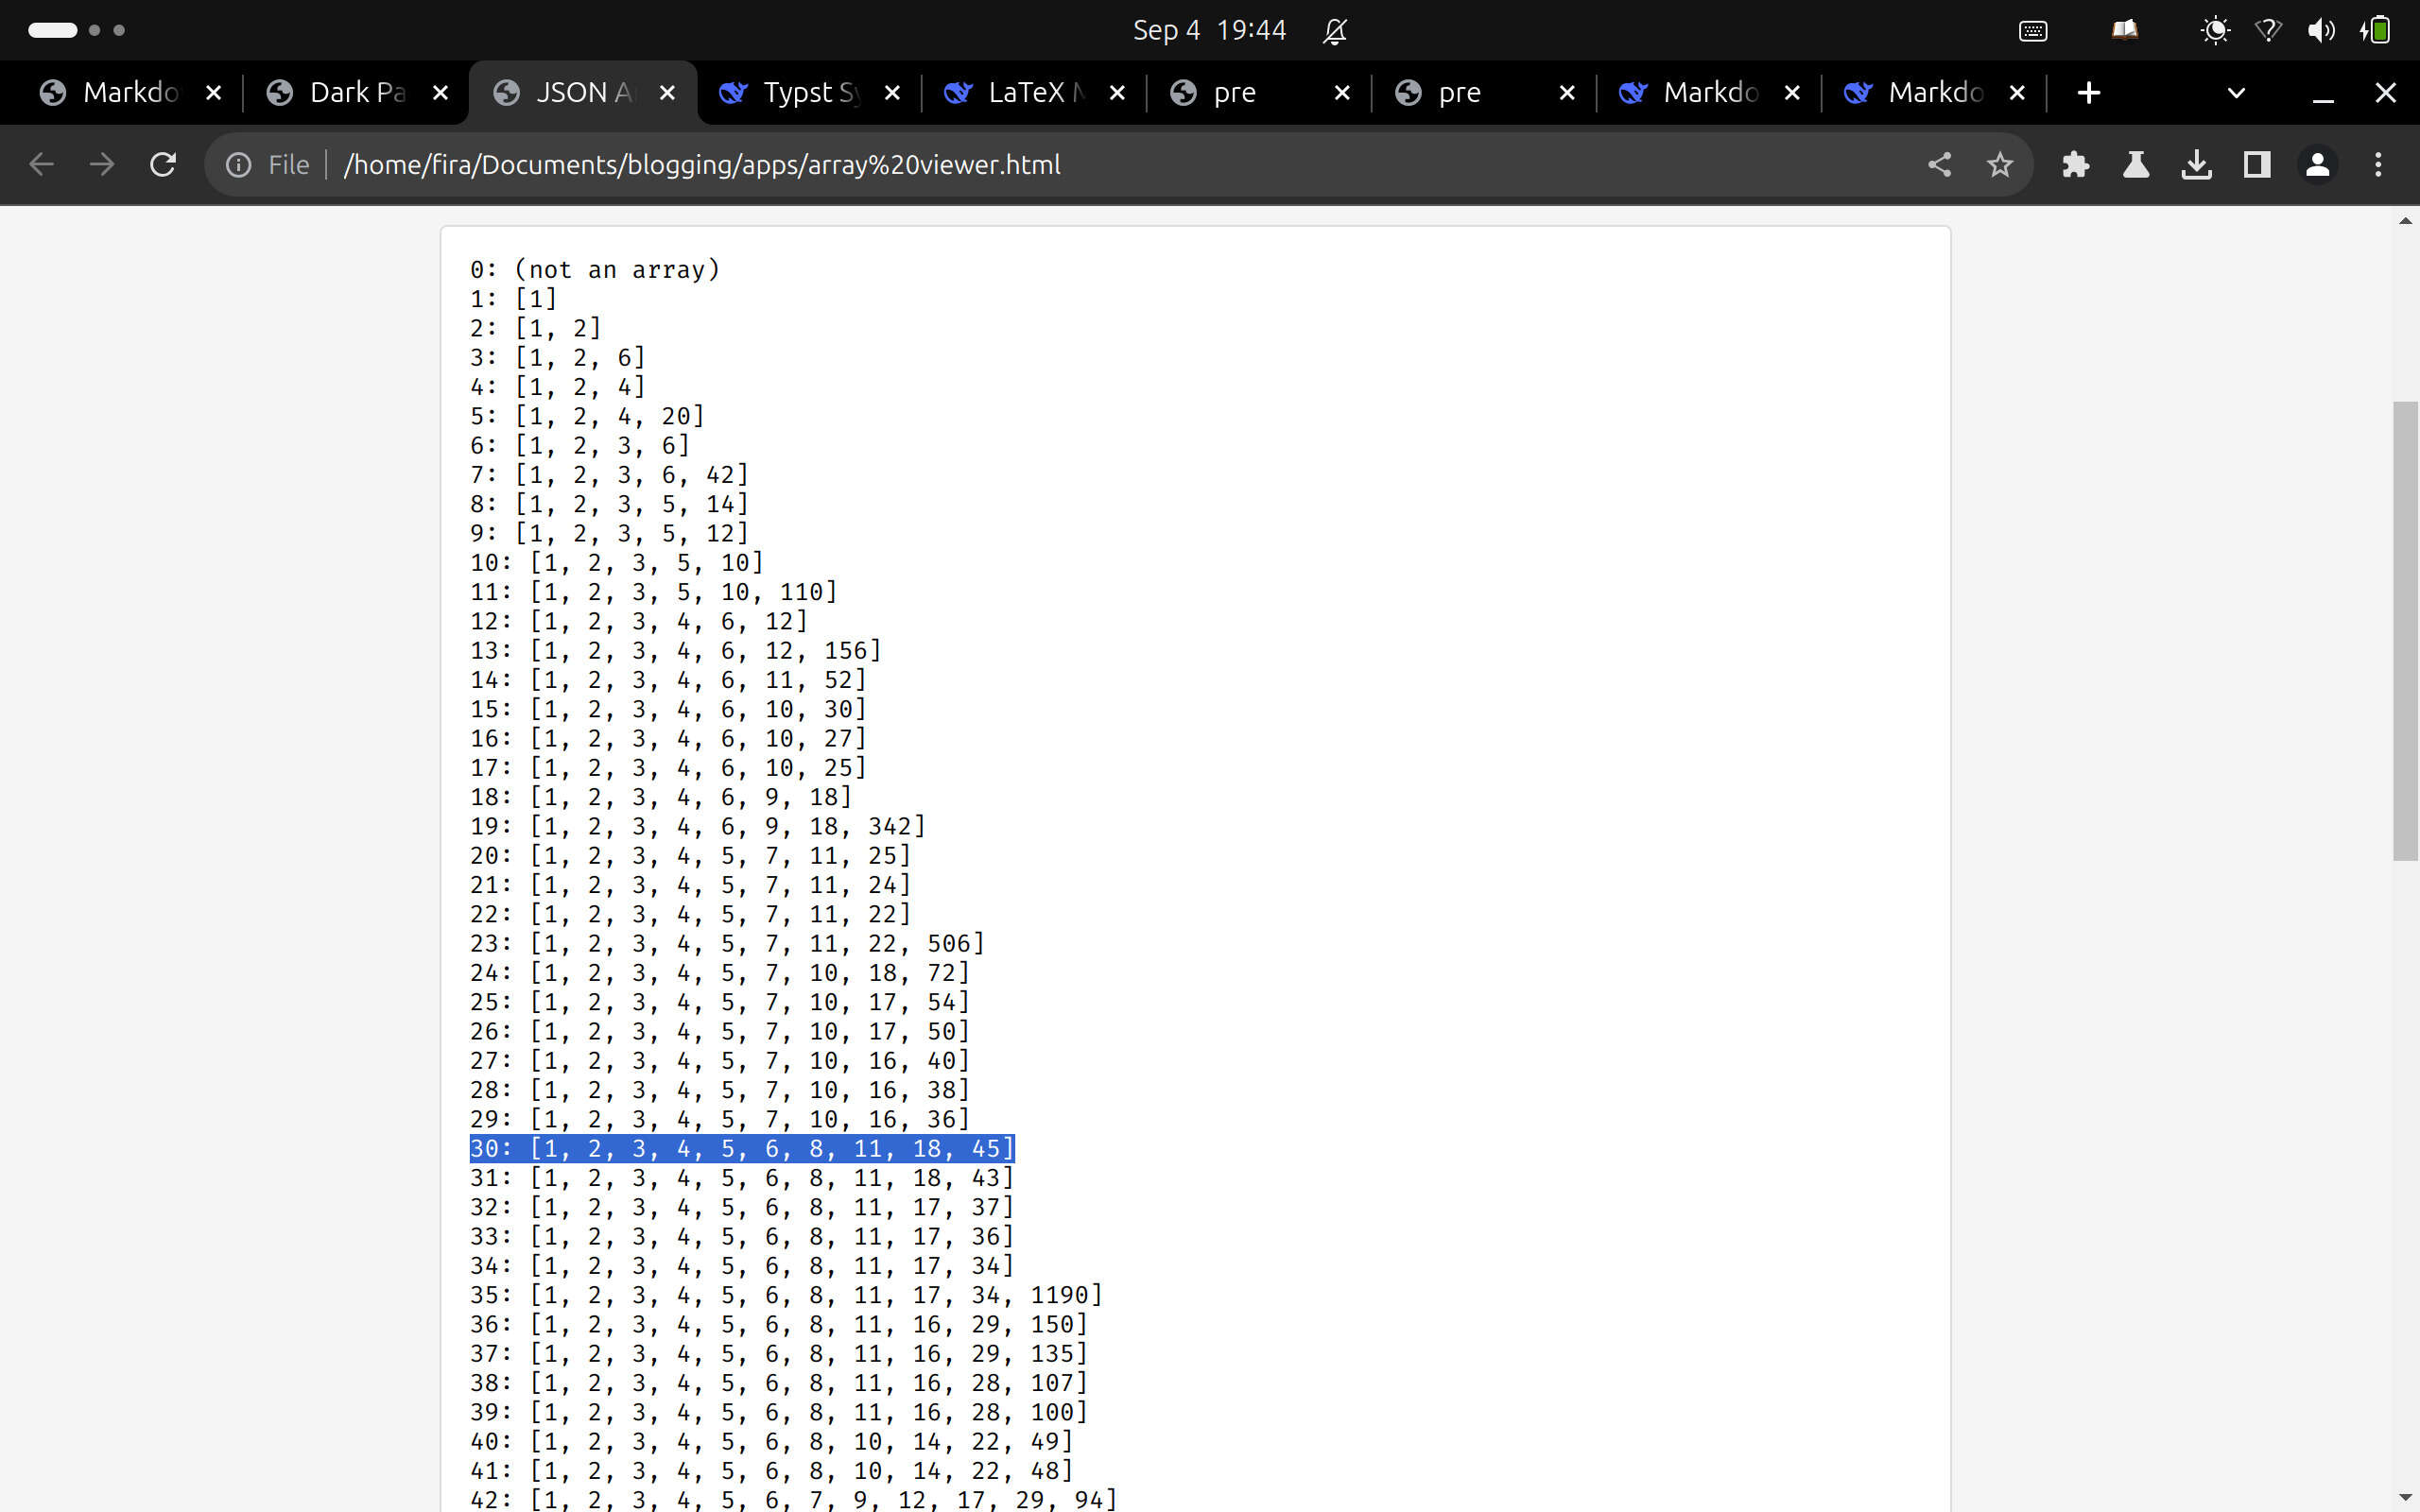 Sep 4 19:44
Markdo
Dark Pa
JSON A
Typst Sy
LaTeX M
pre
pre
Markdo
Markdo
File /home/fira/Documents/blogging/apps/array%20viewer.html
0: (not an array)
1: [1]
2: [1, 2]
3: [1, 2, 6]
4: [1, 2, 4]
5: [1, 2, 4, 20]
6: [1, 2, 3, 6]
7: [1, 2, 3, 6, 42]
8: [1, 2, 3, 5, 14]
9: [1, 2, 3, 5, 12]
10: [1, 2, 3, 5, 10]
11: [1, 2, 3, 5, 10, 110]
12: [1, 2, 3, 4, 6, 12]
13: [1, 2, 3, 4, 6, 12, 156]
14: [1, 2, 3, 4, 6, 11, 52]
15: [1, 2, 3, 4, 6, 10, 30]
16: [1, 2, 3, 4, 6, 10, 27]
17: [1, 2, 3, 4, 6, 10, 25]
18: [1, 2, 3, 4, 6, 9, 18]
19: [1, 2, 3, 4, 6, 9, 18, 342]
20: [1, 2, 3, 4, 5, 7, 11, 25]
21: [1, 2, 3, 4, 5, 7, 11, 24]
22: [1, 2, 3, 4, 5, 7, 11, 22]
23: [1, 2, 3, 4, 5, 7, 11, 22, 506]
24: [1, 2, 3, 4, 5, 7, 10, 18, 72]
25: [1, 2, 3, 4, 5, 7, 10, 17, 54]
26: [1, 2, 3, 4, 5, 7, 10, 17, 50]
27: [1, 2, 3, 4, 5, 7, 10, 16, 40]
28: [1, 2, 3, 4, 5, 7, 10, 16, 38]
29: [1, 2, 3, 4, 5, 7, 10, 16, 36]
30: [1, 2, 3, 4, 5, 6, 8, 11, 18, 45]
31: [1, 2, 3, 4, 5, 6, 8, 11, 18, 43]
32: [1, 2, 3, 4, 5, 6, 8, 11, 17, 37]
33: [1, 2, 3, 4, 5, 6, 8, 11, 17, 36]
34: [1, 2, 3, 4, 5, 6, 8, 11, 17, 34]
35: [1, 2, 3, 4, 5, 6, 8, 11, 17, 34, 1190]
36: [1, 2, 3, 4, 5, 6, 8, 11, 16, 29, 150]
37: [1, 2, 3, 4, 5, 6, 8, 11, 16, 29, 135]
38: [1, 2, 3, 4, 5, 6, 8, 11, 16, 28, 107]
39: [1, 2, 3, 4, 5, 6, 8, 11, 16, 28, 100]
40: [1, 2, 3, 4, 5, 6, 8, 10, 14, 22, 49]
41: [1, 2, 3, 4, 5, 6, 8, 10, 14, 22, 48]
42: [1, 2, 3, 4, 5, 6, 7, 9, 12, 17, 29, 94]